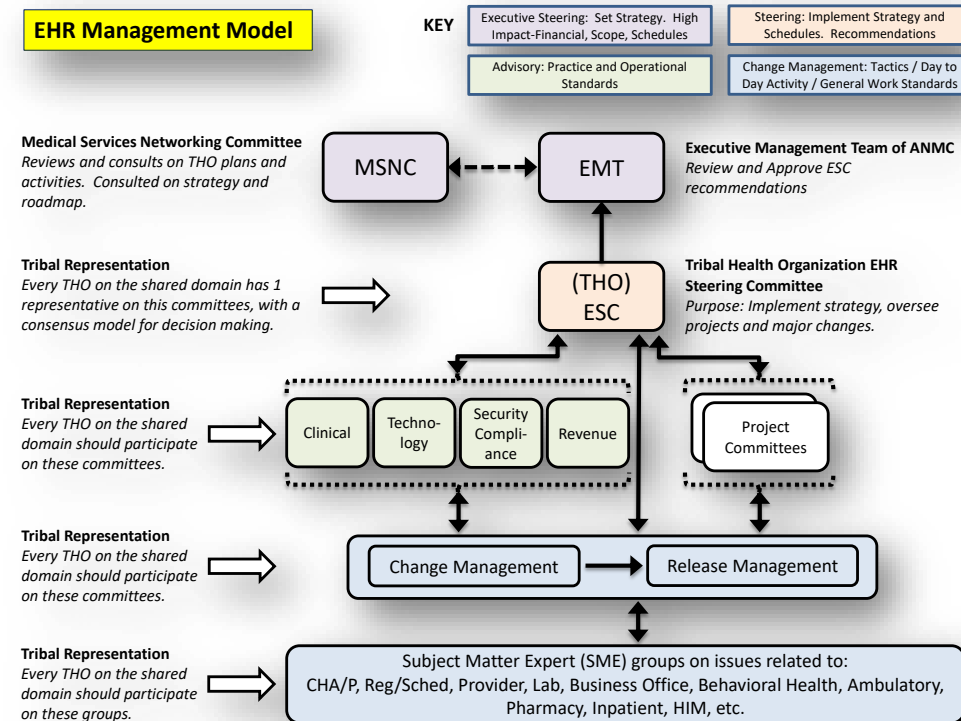 EHR Management Model
KEY
Executive Steering: Set Strategy.  High
Impact-Financial, Scope, Schedules
Steering: Implement Strategy and
Schedules.  Recommendations
Advisory: Practice and Operational
Standards
Change Management: Tactics / Day to
Day Activity / General Work Standards
Medical Services Networking Committee
Reviews and consults on THO plans and
activities.  Consulted on strategy and
roadmap.
MSNC
EMT
Executive Management Team of ANMC
Review and Approve ESC
recommendations
Tribal Representation
Every THO on the shared domain has 1
representative on this committees, with a
consensus model for decision making.
(THO)
ESC
Tribal Health Organization EHR
Steering Committee
Purpose: Implement strategy, oversee
projects and major changes.
Tribal Representation
Every THO on the shared
domain should participate
on these committees.
Clinical
Techno-
logy
Security
Compli-
ance
Revenue
Project
Committees
Tribal Representation
Every THO on the shared
domain should participate
on these committees.
Change Management
Release Management
Tribal Representation
Every THO on the shared
domain should participate
on these groups.
Subject Matter Expert (SME) groups on issues related to:
CHA/P, Reg/Sched, Provider, Lab, Business Office, Behavioral Health, Ambulatory,
Pharmacy, Inpatient, HIM, etc.